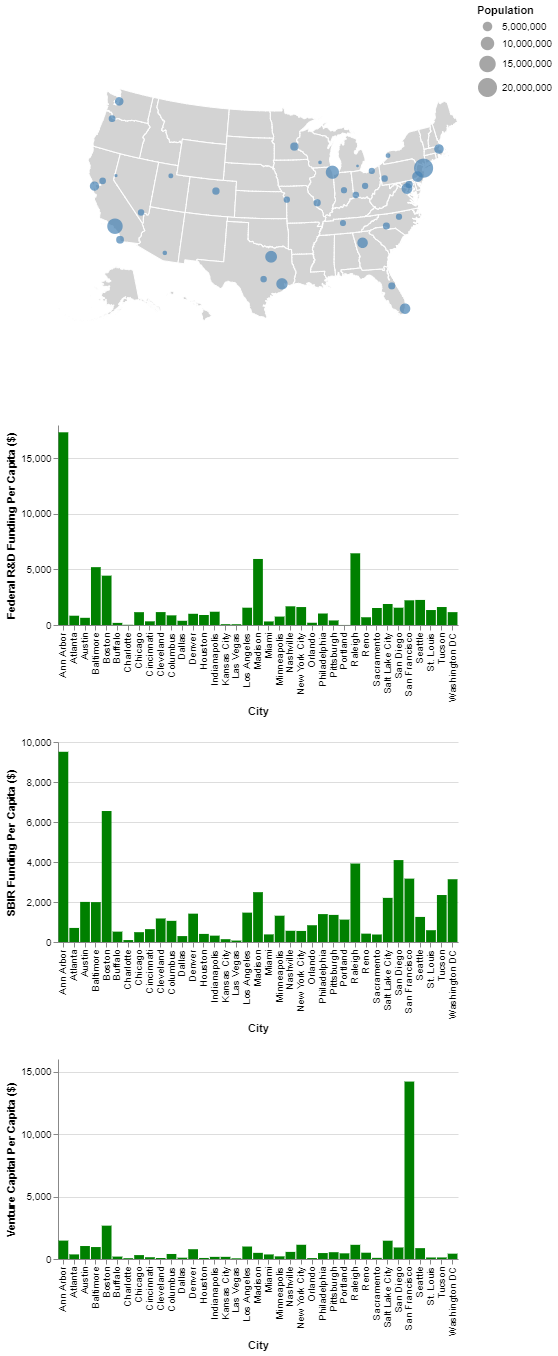 Population
5,000,000
10,000,000
15,000,000
20,000,000
Federal R&D Funding Per Capita ($)
15,000
10,000
5,000
0
Ann Arbor
Atlanta
Austin
Baltimore
Boston
Buffalo
Charlotte
Chicago
Cincinnati
Cleveland
Columbus
Dallas
Denver
Houston
Indianapolis
Kansas City
Las Vegas
Los Angeles
Madison
Miami
Minneapolis
Nashville
New York City
Orlando
Philadelphia
Pittsburgh
Portland
Raleigh
Reno
Sacramento
Salt Lake City
San Diego
San Francisco
Seattle
St. Louis
Tucson
Washington DC
City
SBIR Funding Per Capita ($)
10,000
8,000
6,000
4,000
2,000
0
Ann Arbor
Atlanta
Austin
Baltimore
Boston
Buffalo
Charlotte
Chicago
Cincinnati
Cleveland
Columbus
Dallas
Denver
Houston
Indianapolis
Kansas City
Las Vegas
Los Angeles
Madison
Miami
Minneapolis
Nashville
New York City
Orlando
Philadelphia
Pittsburgh
Portland
Raleigh
Reno
Sacramento
Salt Lake City
San Diego
San Francisco
Seattle
St. Louis
Tucson
Washington DC
City
Venture Capital Per Capita ($)
15,000
10,000
5,000
0
Ann Arbor
Atlanta
Austin
Baltimore
Boston
Buffalo
Charlotte
Chicago
Cincinnati
Cleveland
Columbus
Dallas
Denver
Houston
Indianapolis
Kansas City
Las Vegas
Los Angeles
Madison
Miami
Minneapolis
Nashville
New York City
Orlando
Philadelphia
Pittsburgh
Portland
Raleigh
Reno
Sacramento
Salt Lake City
San Diego
San Francisco
Seattle
St. Louis
Tucson
Washington DC
City